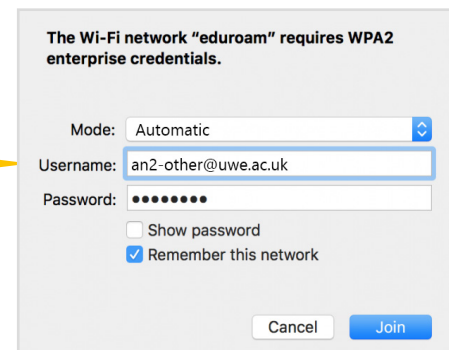 The Wi-Fi network “eduroam” requires WPA2
enterprise credentials.
Mode: Automatic
Username: an2-other@uwe.ac.uk
Password: ••••••••
Show password
Remember this network
Cancel Join